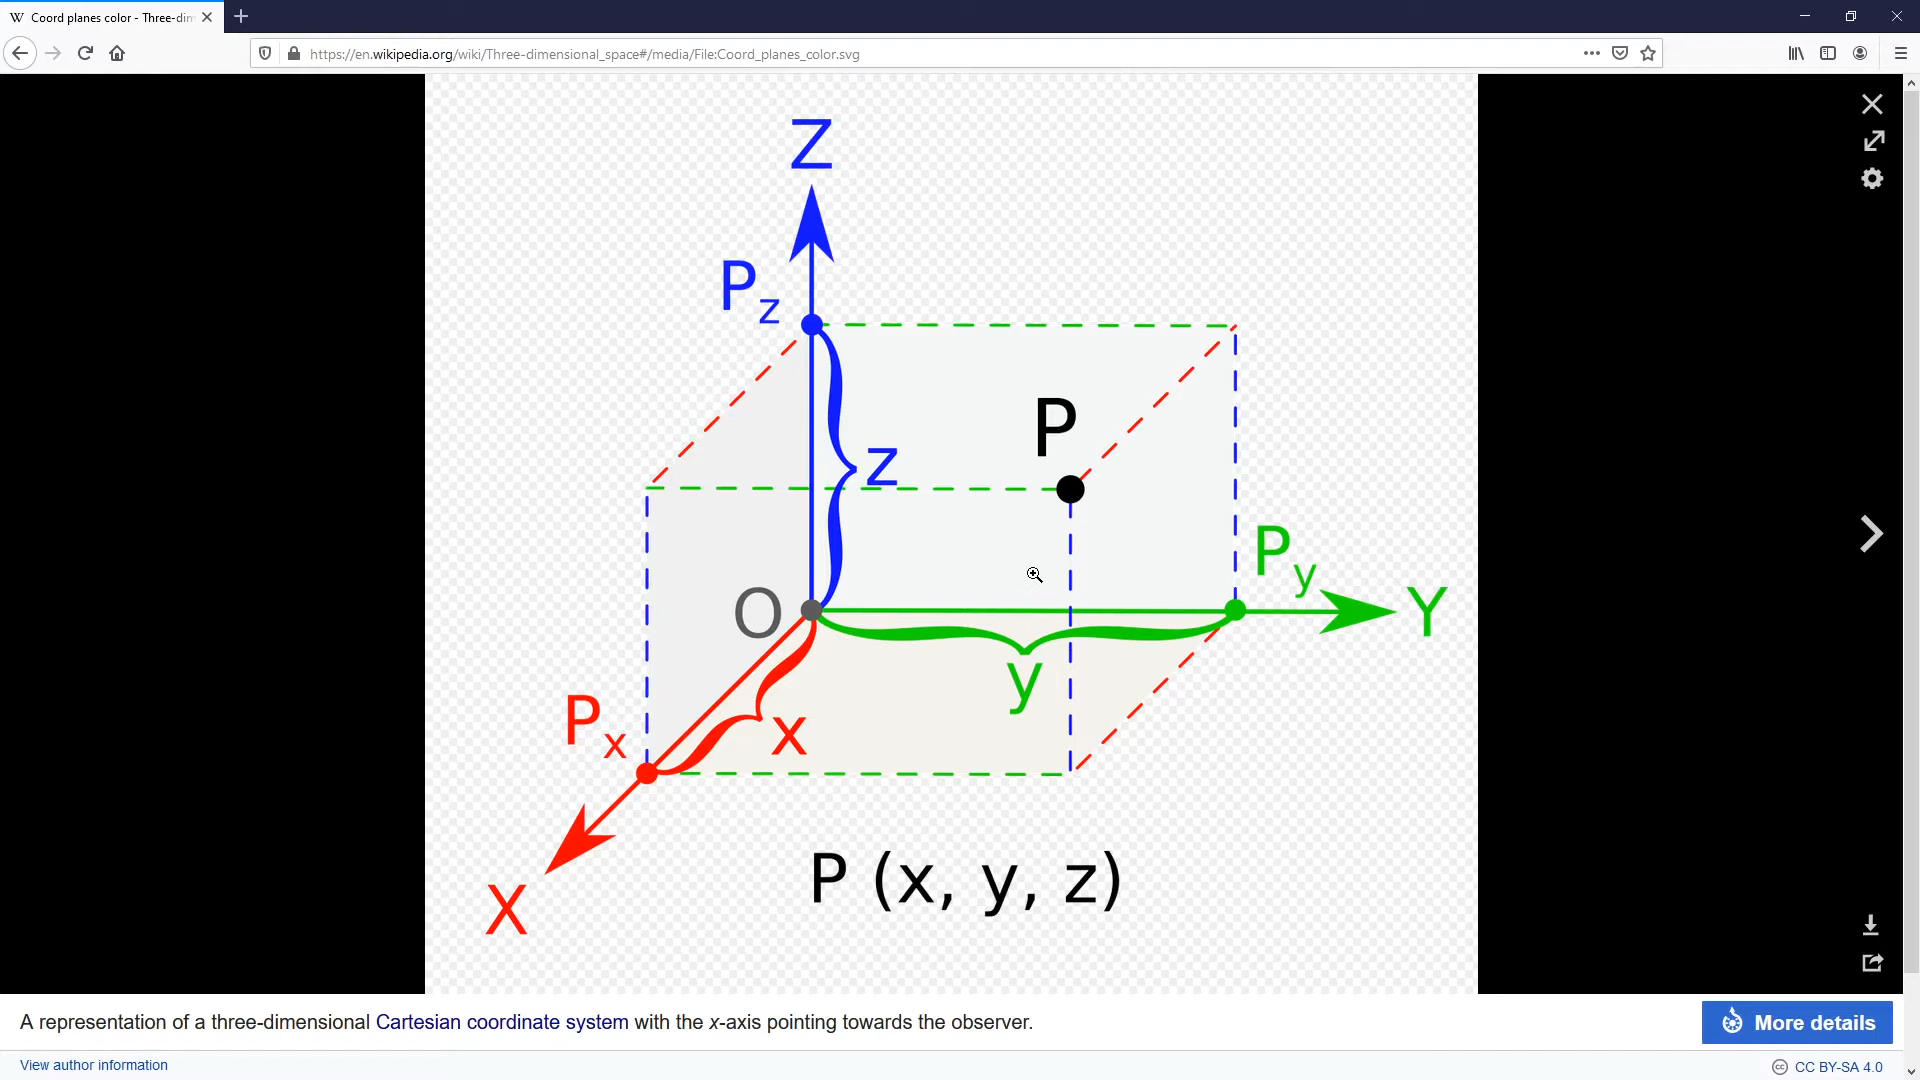 Coord planes color - Three-dim
https://en.wikipedia.org/wiki/Three-dimensional_space#/media/File:Coord_planes_color.svg
Z
Pz
P
z
Py
O
Y
y
Px
x
P (x, y, z)
X
A representation of a three-dimensional Cartesian coordinate system with the x-axis pointing towards the observer.
More details
View author information
CC BY-SA 4.0